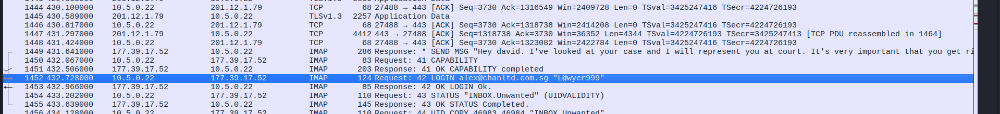 1444 430.100000 10.5.0.22 201.12.1.79 TCP 68 27488 → 443 [ACK] Seq=3730 Ack=1316549 Win=2409728 Len=0 TSval=3425247416 TSecr=4224726193
1445 430.589000 201.12.1.79 10.5.0.22 TLSv1.3 2257 Application Data
1446 430.817000 10.5.0.22 201.12.1.79 TCP 68 27488 → 443 [ACK] Seq=3730 Ack=1318738 Win=2414208 Len=0 TSval=3425247416 TSecr=4224726193
1447 431.297000 201.12.1.79 10.5.0.22 TCP 4412 443 → 27488 [ACK] Seq=1318738 Ack=3730 Win=36352 Len=4344 TSval=4224726193 TSecr=3425247413 [TCP PDU reassembled in 1464]
1448 431.424000 10.5.0.22 201.12.1.79 TCP 68 27488 → 443 [ACK] Seq=3730 Ack=1323082 Win=2422784 Len=0 TSval=3425247416 TSecr=4224726193
1449 431.641000 177.39.17.52 10.5.0.22 IMAP 286 Response: * SEND MSG "Hey david. I've looked at your case and I will represent you at court. It's very important that you get ri
1450 432.067000 10.5.0.22 177.39.17.52 IMAP 83 Request: 41 CAPABILITY
1451 432.506000 177.39.17.52 10.5.0.22 IMAP 203 Response: 41 OK CAPABILITY completed
1452 432.728000 10.5.0.22 177.39.17.52 IMAP 124 Request: 42 LOGIN alex@chanltd.com.sg "L@wyer999"
1453 432.966000 177.39.17.52 10.5.0.22 IMAP 85 Response: 42 OK LOGIN Ok.
1454 433.202000 10.5.0.22 177.39.17.52 IMAP 110 Request: 43 STATUS "INBOX.Unwanted" (UIDVALIDITY)
1455 433.639000 177.39.17.52 10.5.0.22 IMAP 145 Response: 43 OK STATUS Completed.
1456 434.128000 10.5.0.22 177.39.17.52 IMAP 110 Request: 44 UID COPY 46983,46984 "INBOX.Unwanted"